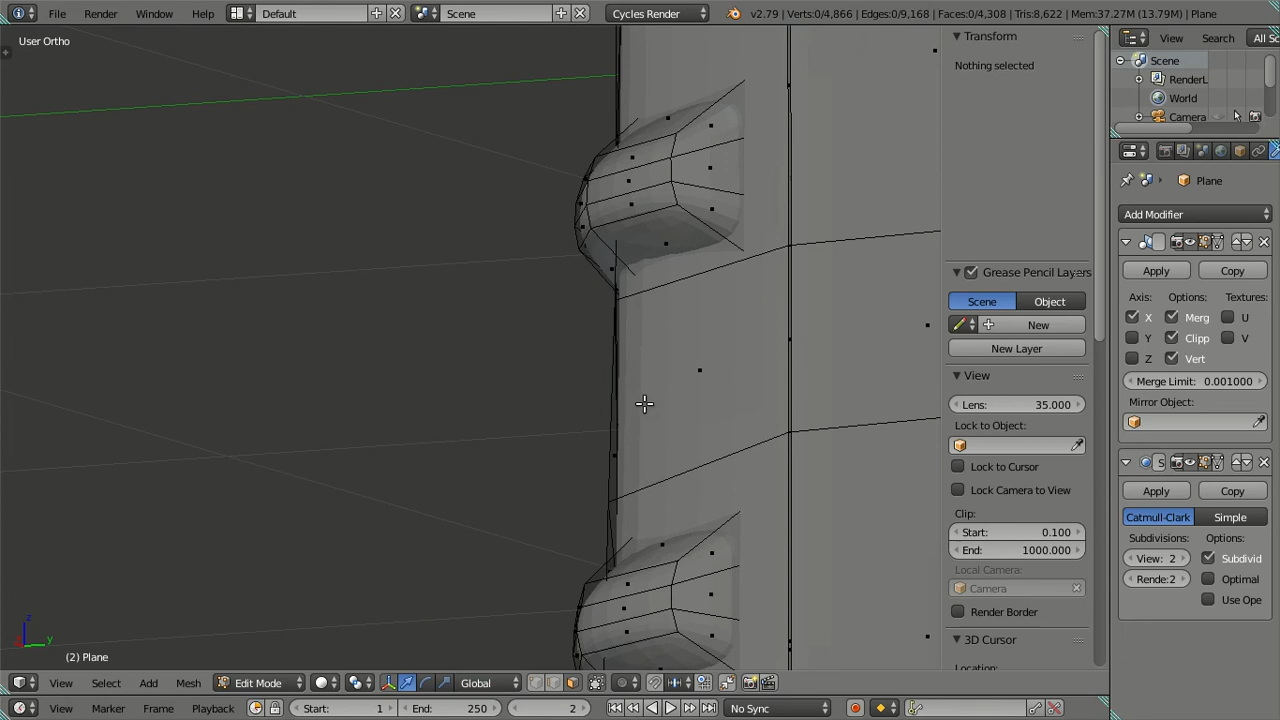 File Render Window Help Default Scene Cycles Render v2.79 | Verts:0/4,866 | Edges:0/9,168 | Faces:0/4,308 | Tris:8,622 | Mem:37.27M (13.79M) | Plane
User Ortho
Transform
Nothing selected
Grease Pencil Layers
Scene Object
New
New Layer
View
Lens: 35.000
Lock to Object:
Lock to Cursor
Lock Camera to View
Clip:
Start: 0.100
End: 1000.000
Local Camera:
Camera
Render Border
3D Cursor
Location:
View Search All Sc
Scene
RenderL
World
Camera
Plane
Add Modifier
Apply Copy
Axis: Options: Textures:
X Merg U
Y Clipp V
Z Vert
Merge Limit: 0.001000
Mirror Object:
S
Apply Copy
Catmull-Clark Simple
Subdivisions: Options:
View: 2 Subdivid
Rende:2 Optimal
Use Ope
z
y
(2) Plane
View Select Add Mesh Edit Mode Global
View Marker Frame Playback Start: 1 End: 250 2 No Sync